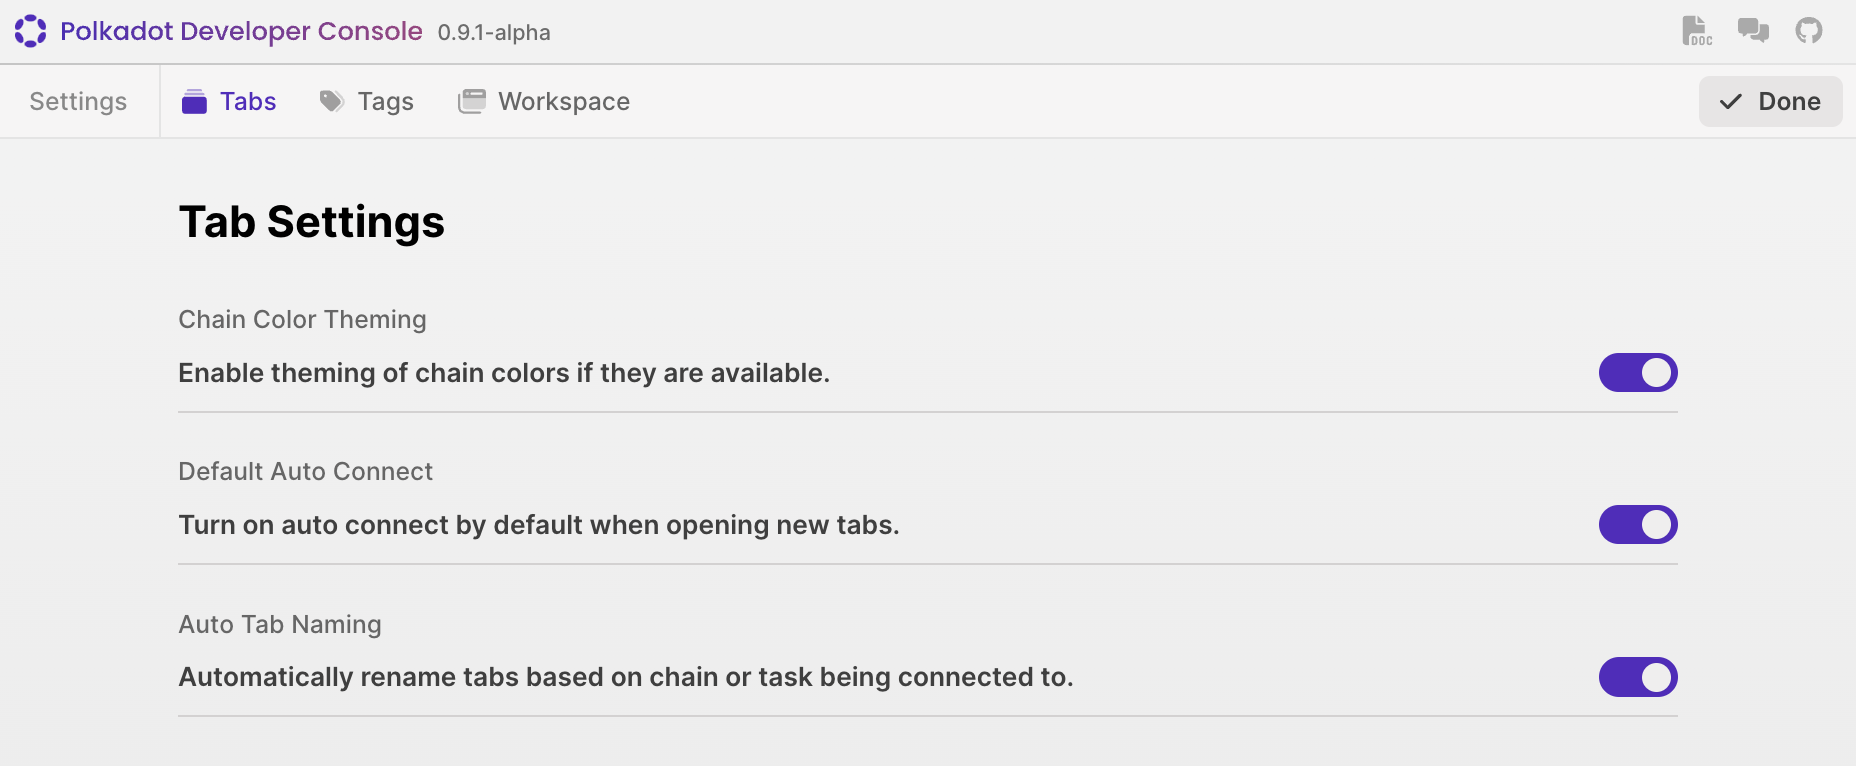 Polkadot Developer Console 0.9.1-alpha
DOC
Settings Tabs Tags Workspace Done
Tab Settings
Chain Color Theming
Enable theming of chain colors if they are available.
Default Auto Connect
Turn on auto connect by default when opening new tabs.
Auto Tab Naming
Automatically rename tabs based on chain or task being connected to.